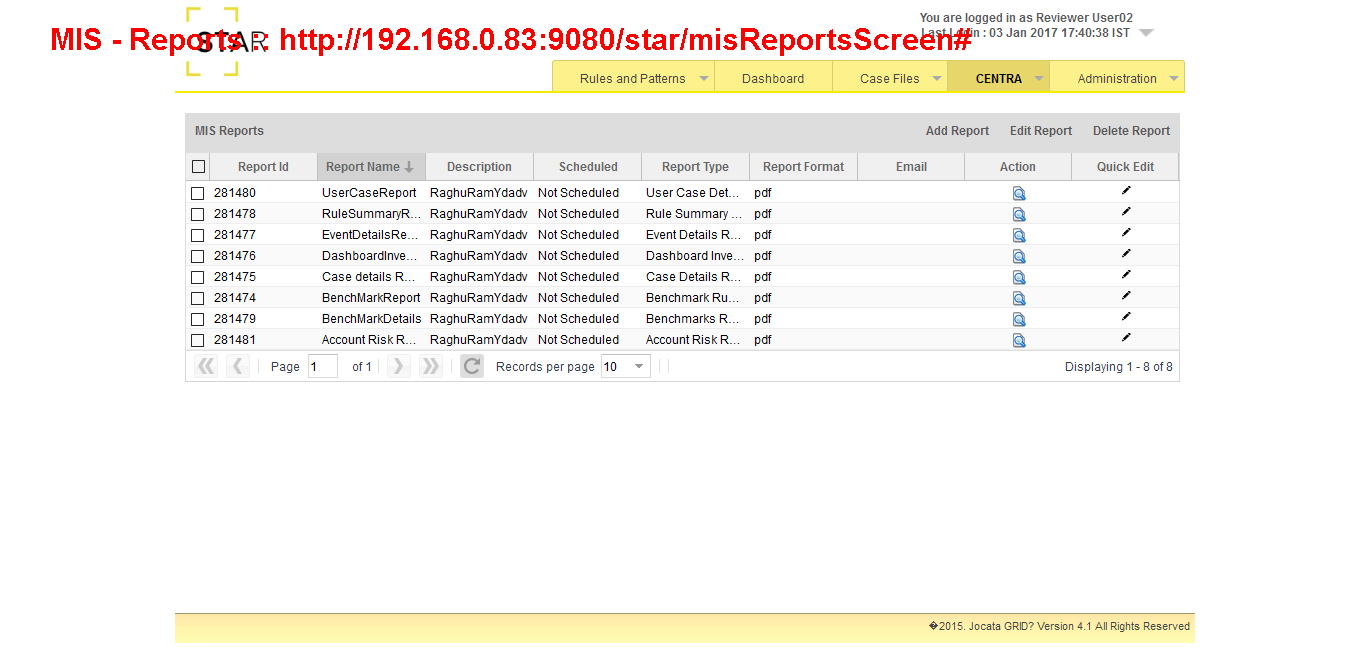 You are logged in as Reviewer User02
STAR
MIS - Reports :: http://192.168.0.83:9080/star/misReportsScreen#
Last Login : 03 Jan 2017 17:40:38 IST
Rules and Patterns Dashboard Case Files CENTRA Administration
MIS Reports Add Report Edit Report Delete Report
Report Id Report Name Description Scheduled Report Type Report Format Email Action Quick Edit
281480 UserCaseReport RaghuRamYdadv Not Scheduled User Case Det... pdf
281478 RuleSummaryR... RaghuRamYdadv Not Scheduled Rule Summary ... pdf
281477 EventDetailsRe... RaghuRamYdadv Not Scheduled Event Details R... pdf
281476 DashboardInve... RaghuRamYdadv Not Scheduled Dashboard Inve... pdf
281475 Case details R... RaghuRamYdadv Not Scheduled Case Details R... pdf
281474 BenchMarkReport RaghuRamYdadv Not Scheduled Benchmark Ru... pdf
281479 BenchMarkDetails RaghuRamYdadv Not Scheduled Benchmarks R... pdf
281481 Account Risk R... RaghuRamYdadv Not Scheduled Account Risk R... pdf
Page 1 of 1 Records per page 10 Displaying 1 - 8 of 8
�2015. Jocata GRID? Version 4.1 All Rights Reserved